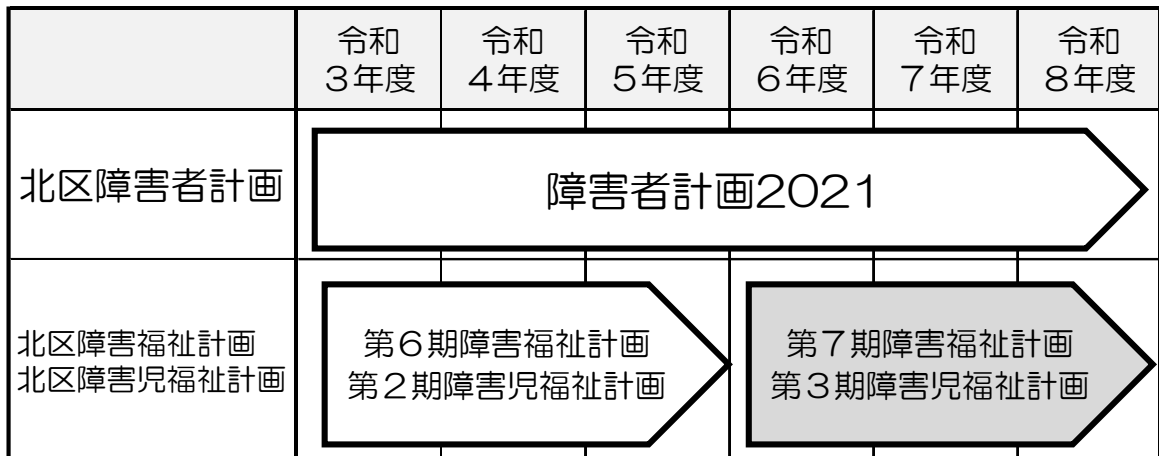 令和
3年度
令和
4年度
令和
5年度
令和
6年度
令和
7年度
令和
8年度
北区障害者計画
障害者計画2021
北区障害福祉計画
北区障害児福祉計画
第6期障害福祉計画
第2期障害児福祉計画
第7期障害福祉計画
第3期障害児福祉計画